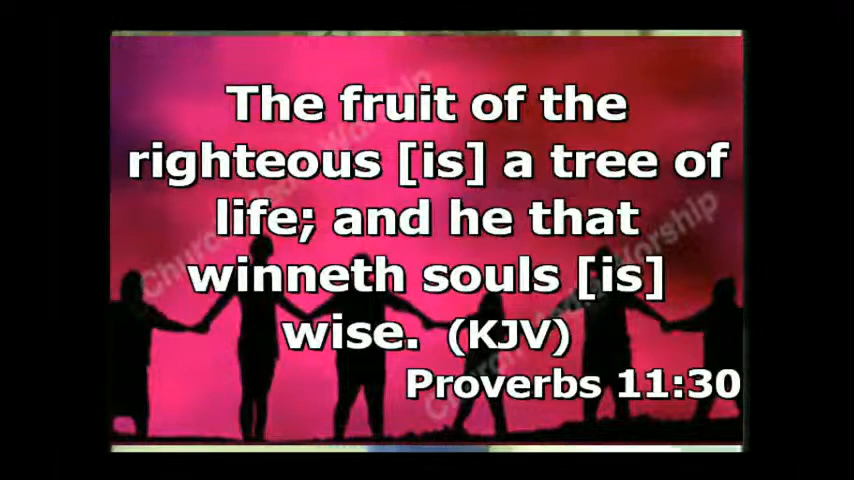 The fruit of the
righteous [is] a tree of
life; and he that
winneth souls [is]
wise. (KJV)
Proverbs 11:30